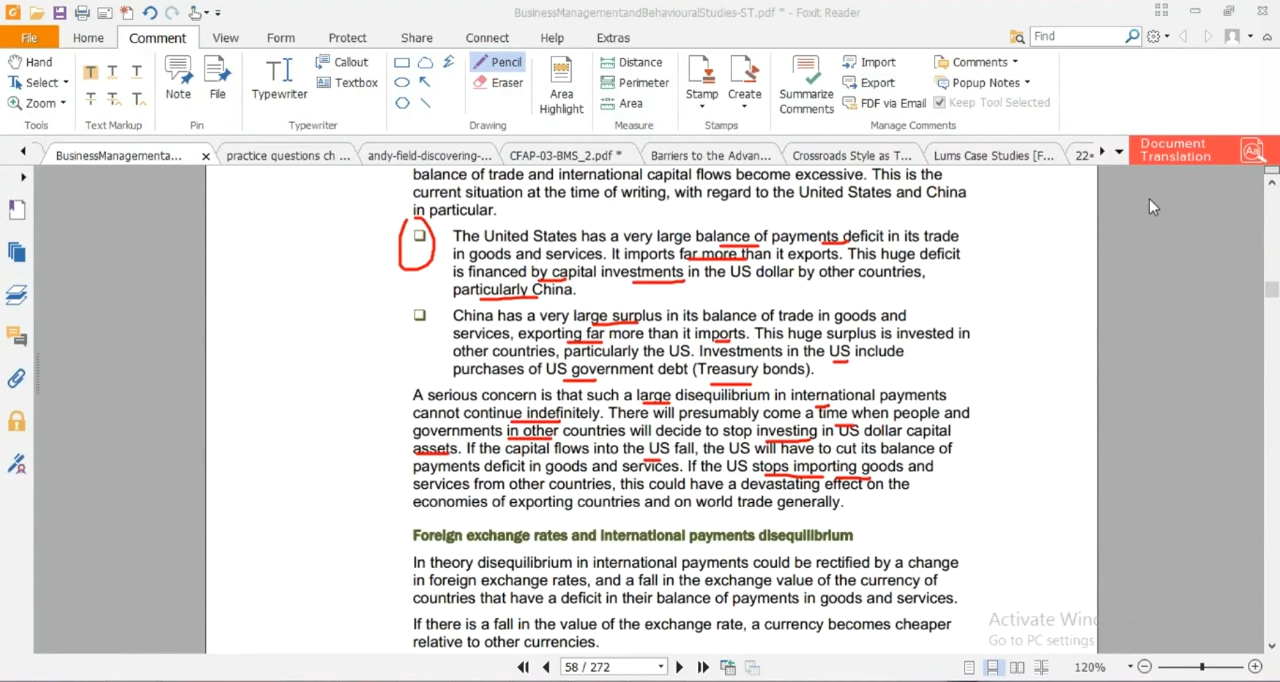 BusinessManagementandBehaviouralStudies-ST.pdf * - Foxit Reader
File Home Comment View Form Protect Share Connect Help Extras Find
Hand Callout Pencil Distance Import Comments
Select Textbox Eraser Perimeter Export Popup Notes
Zoom Note File Typewriter Area Highlight Area Stamp Create Summarize Comments FDF via Email Keep Tool Selected
Tools Text Markup Pin Typewriter Drawing Measure Stamps Manage Comments
BusinessManagementa... practice questions ch ... andy-field-discovering-... CFAP-03-BMS_2.pdf * Barriers to the Advan... Crossroads Style as T... Lums Case Studies [F... 22 Document Translation
balance of trade and international capital flows become excessive. This is the
current situation at the time of writing, with regard to the United States and China
in particular.
The United States has a very large balance of payments deficit in its trade
in goods and services. It imports far more than it exports. This huge deficit
is financed by capital investments in the US dollar by other countries,
particularly China.
China has a very large surplus in its balance of trade in goods and
services, exporting far more than it imports. This huge surplus is invested in
other countries, particularly the US. Investments in the US include
purchases of US government debt (Treasury bonds).
A serious concern is that such a large disequilibrium in international payments
cannot continue indefinitely. There will presumably come a time when people and
governments in other countries will decide to stop investing in US dollar capital
assets. If the capital flows into the US fall, the US will have to cut its balance of
payments deficit in goods and services. If the US stops importing goods and
services from other countries, this could have a devastating effect on the
economies of exporting countries and on world trade generally.
Foreign exchange rates and international payments disequilibrium
In theory disequilibrium in international payments could be rectified by a change
in foreign exchange rates, and a fall in the exchange value of the currency of
countries that have a deficit in their balance of payments in goods and services.
If there is a fall in the value of the exchange rate, a currency becomes cheaper
relative to other currencies.
Activate
Go to PC settings
58 / 272 120%